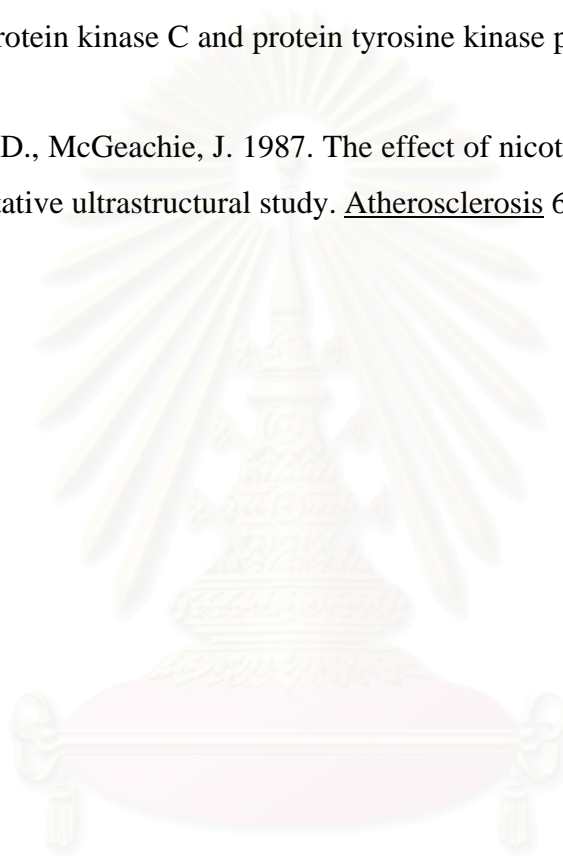 rotein kinase C and protein tyrosine kinase p
D., McGeachie, J. 1987. The effect of nicot
ative ultrastructural study. Atherosclerosis 6